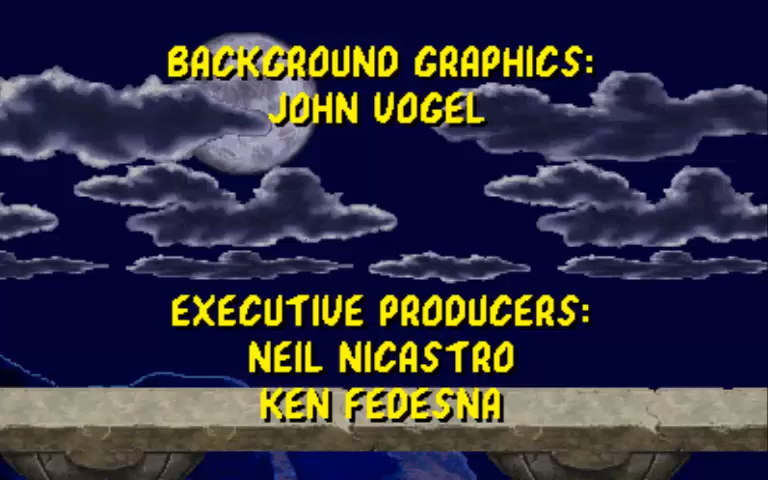 BACKGROUND GRAPHICS:
JOHN VOGEL
EXECUTIVE PRODUCERS:
NEIL NICASTRO
KEN FEDESNA